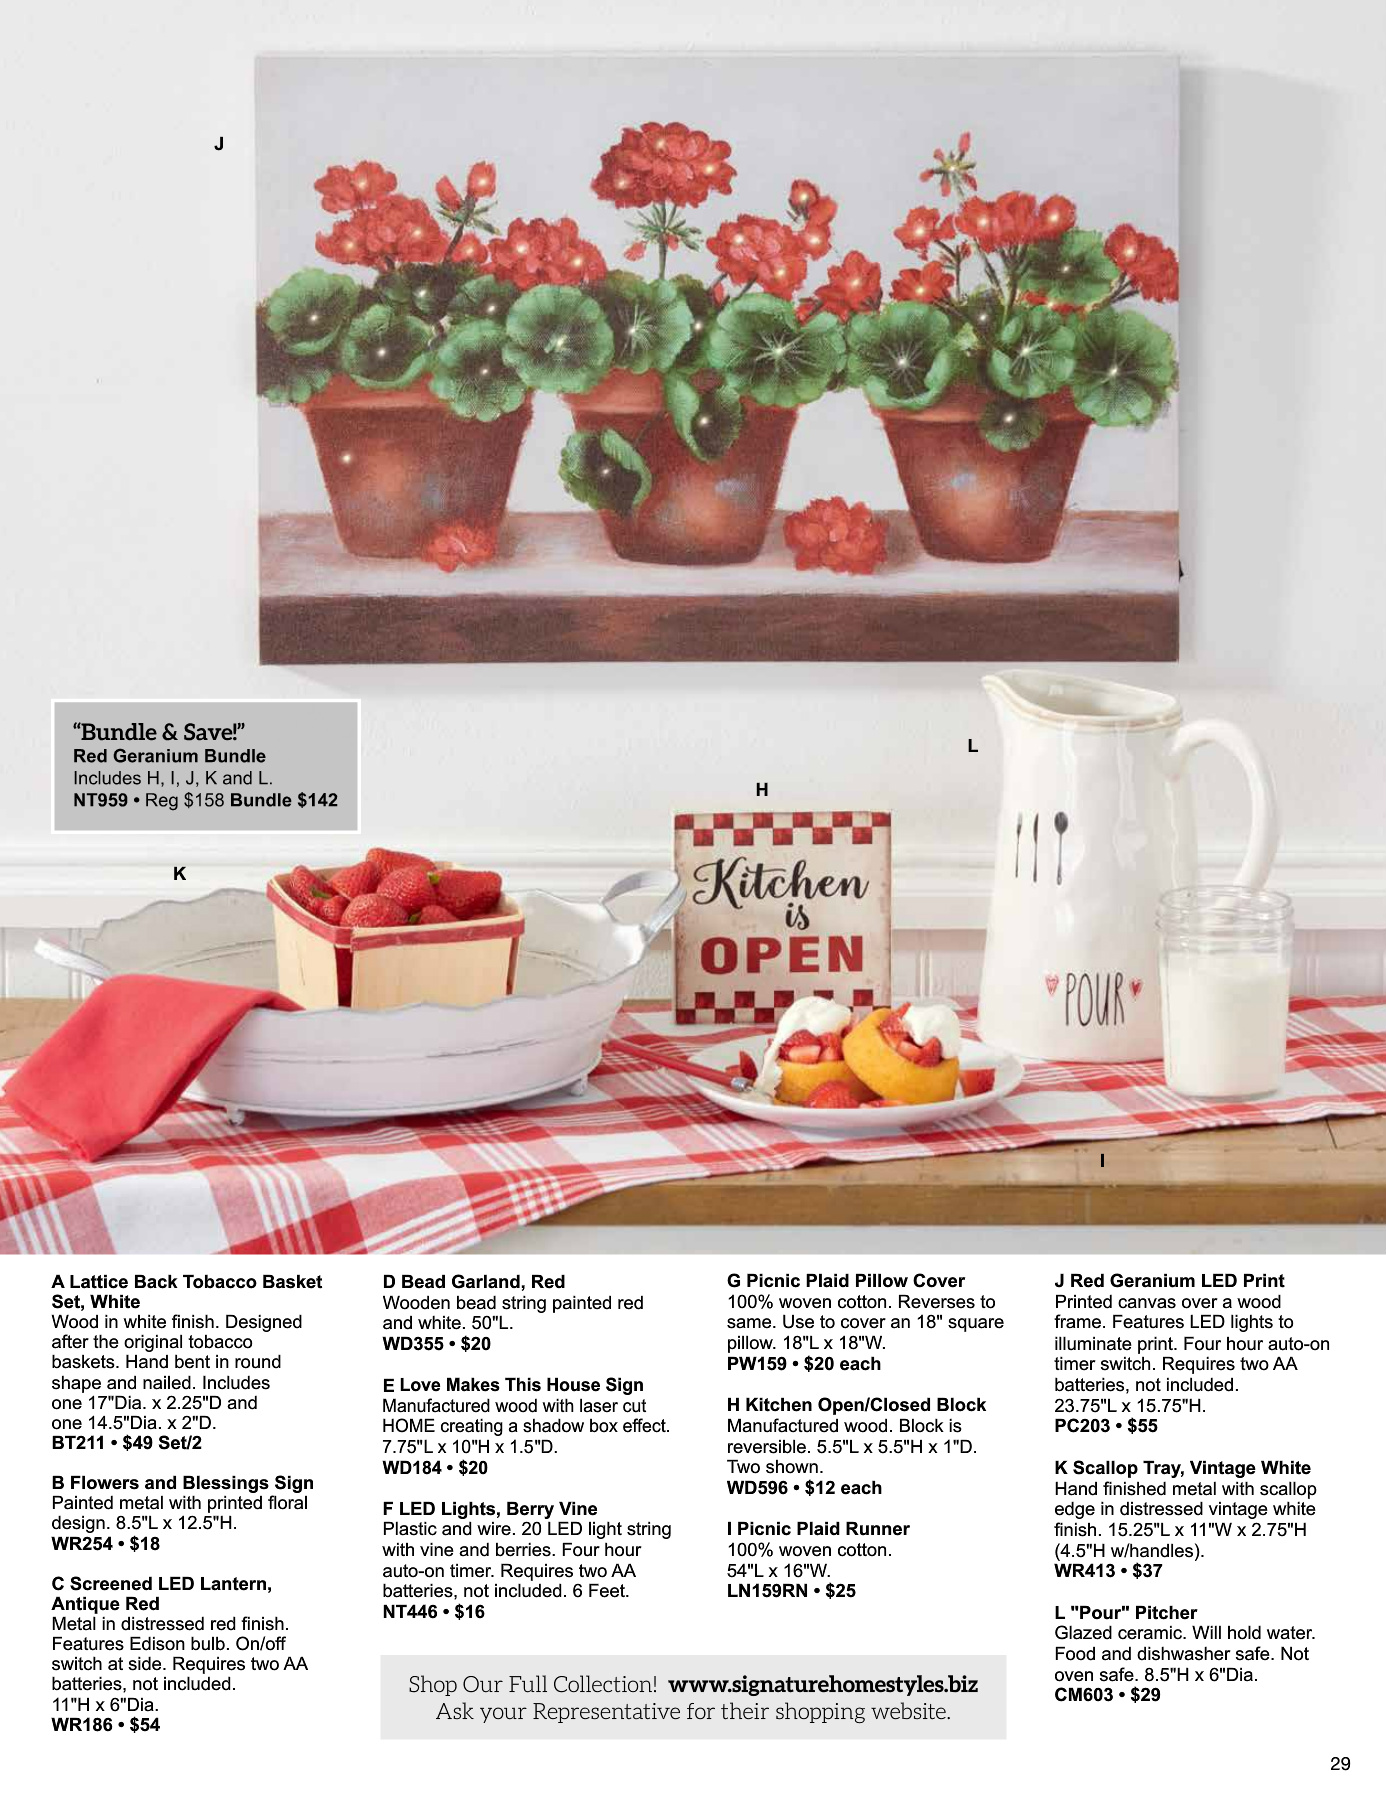 J
"Bundle & Save!"
Red Geranium Bundle
Includes H, I, J, K and L.
NT959 • Reg $158 Bundle $142
L
H
K
Kitchen
is
OPEN
POUR
I
A Lattice Back Tobacco Basket
Set, White
Wood in white finish. Designed
after the original tobacco
baskets. Hand bent in round
shape and nailed. Includes
one 17"Dia. x 2.25"D and
one 14.5"Dia. x 2"D.
BT211 • $49 Set/2
B Flowers and Blessings Sign
Painted metal with printed floral
design. 8.5"L x 12.5"H.
WR254 • $18
C Screened LED Lantern,
Antique Red
Metal in distressed red finish.
Features Edison bulb. On/off
switch at side. Requires two AA
batteries, not included.
11"H x 6"Dia.
WR186 • $54
D Bead Garland, Red
Wooden bead string painted red
and white. 50"L.
WD355 • $20
E Love Makes This House Sign
Manufactured wood with laser cut
HOME creating a shadow box effect.
7.75"L x 10"H x 1.5"D.
WD184 • $20
F LED Lights, Berry Vine
Plastic and wire. 20 LED light string
with vine and berries. Four hour
auto-on timer. Requires two AA
batteries, not included. 6 Feet.
NT446 • $16
G Picnic Plaid Pillow Cover
100% woven cotton. Reverses to
same. Use to cover an 18" square
pillow. 18"L x 18"W.
PW159 • $20 each
H Kitchen Open/Closed Block
Manufactured wood. Block is
reversible. 5.5"L x 5.5"H x 1"D.
Two shown.
WD596 • $12 each
I Picnic Plaid Runner
100% woven cotton.
54"L x 16"W.
LN159RN • $25
J Red Geranium LED Print
Printed canvas over a wood
frame. Features LED lights to
illuminate print. Four hour auto-on
timer switch. Requires two AA
batteries, not included.
23.75"L x 15.75"H.
PC203 • $55
K Scallop Tray, Vintage White
Hand finished metal with scallop
edge in distressed vintage white
finish. 15.25"L x 11"W x 2.75"H
(4.5"H w/handles).
WR413 • $37
L "Pour" Pitcher
Glazed ceramic. Will hold water.
Food and dishwasher safe. Not
oven safe. 8.5"H x 6"Dia.
CM603 • $29
Shop Our Full Collection! www.signaturehomestyles.biz
Ask your Representative for their shopping website.
29